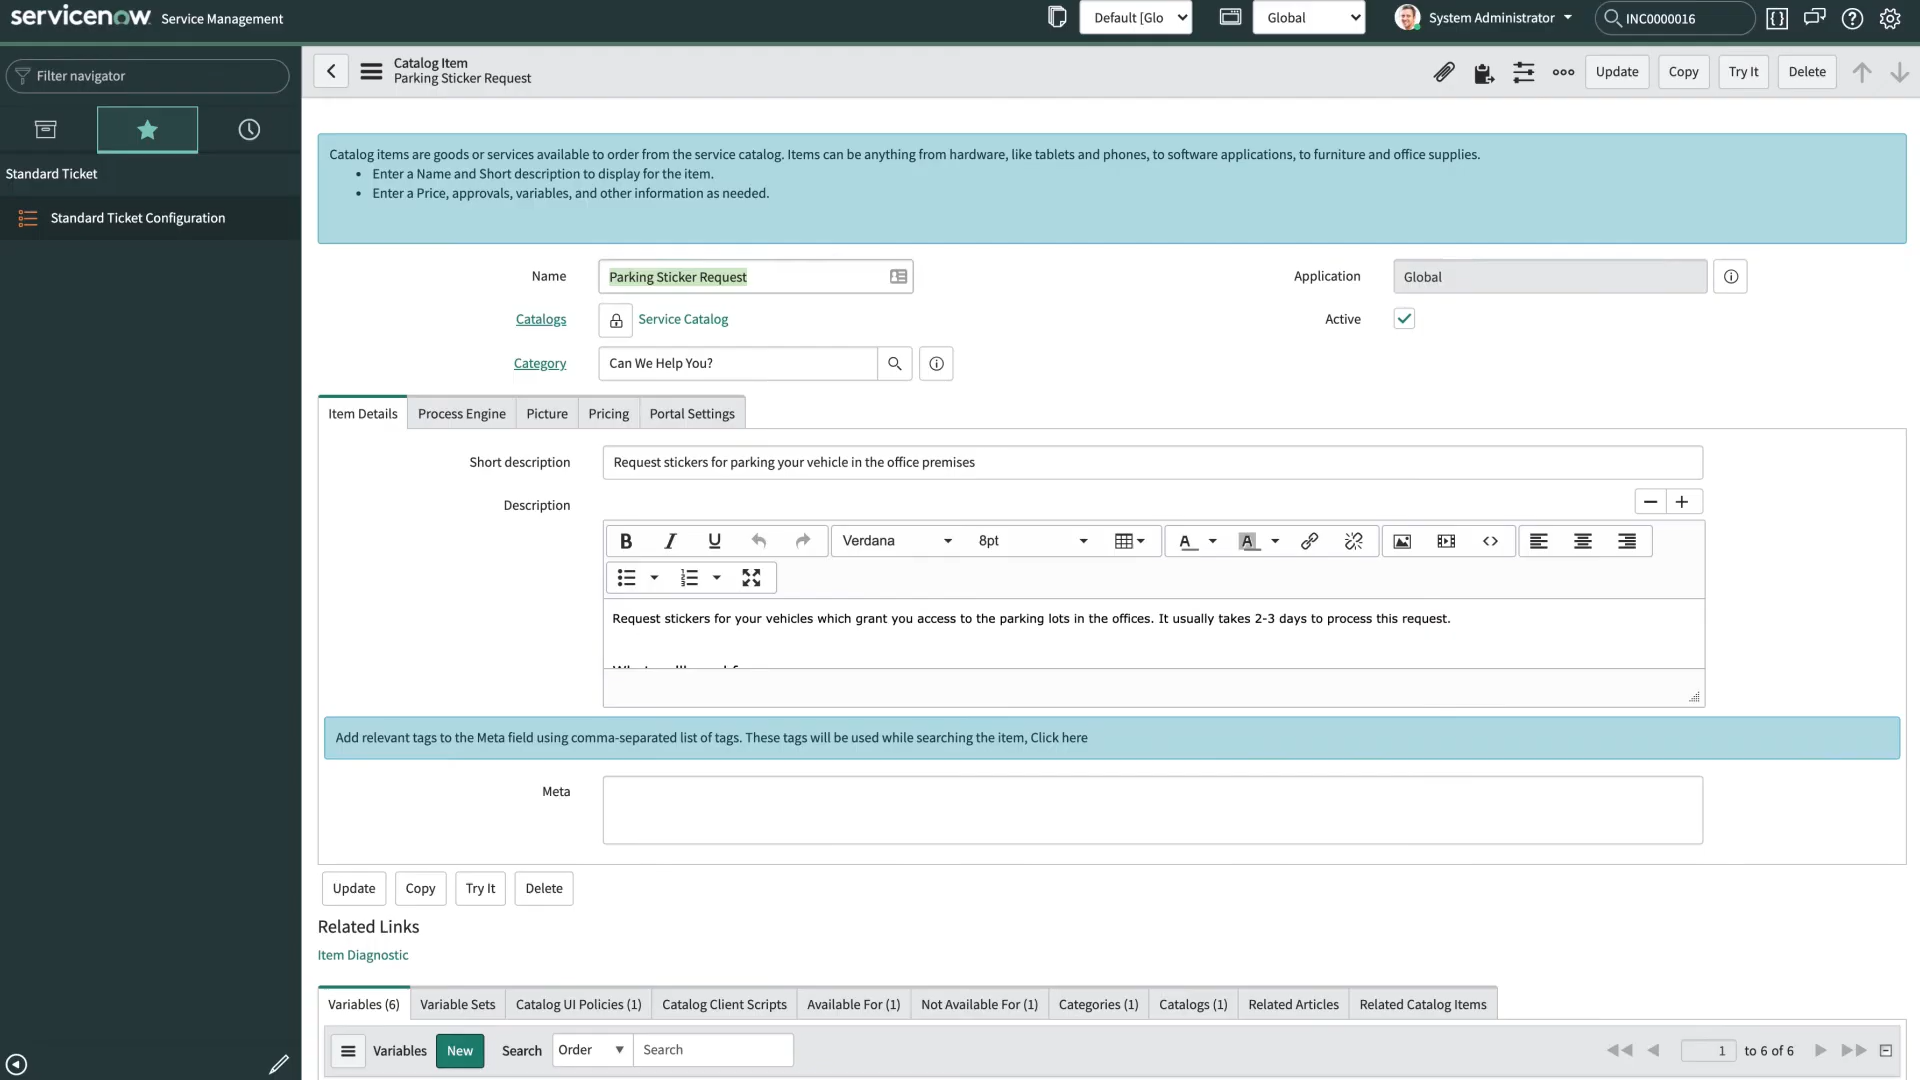 servicenow Service Management
Default [Glo
Global
System Administrator
INC0000016
Filter navigator
Standard Ticket
Standard Ticket Configuration
Catalog Item
Parking Sticker Request
Update
Copy
Try It
Delete
Catalog items are goods or services available to order from the service catalog. Items can be anything from hardware, like tablets and phones, to software applications, to furniture and office supplies.
• Enter a Name and Short description to display for the item.
• Enter a Price, approvals, variables, and other information as needed.
Name
Parking Sticker Request
Application
Global
Catalogs
Service Catalog
Active
Category
Can We Help You?
Item Details
Process Engine
Picture
Pricing
Portal Settings
Short description
Request stickers for parking your vehicle in the office premises
Description
Verdana
8pt
Request stickers for your vehicles which grant you access to the parking lots in the offices. It usually takes 2-3 days to process this request.
Add relevant tags to the Meta field using comma-separated list of tags. These tags will be used while searching the item, Click here
Meta
Update
Copy
Try It
Delete
Related Links
Item Diagnostic
Variables (6)
Variable Sets
Catalog UI Policies (1)
Catalog Client Scripts
Available For (1)
Not Available For (1)
Categories (1)
Catalogs (1)
Related Articles
Related Catalog Items
Variables
New
Search
Order
Search
1 to 6 of 6